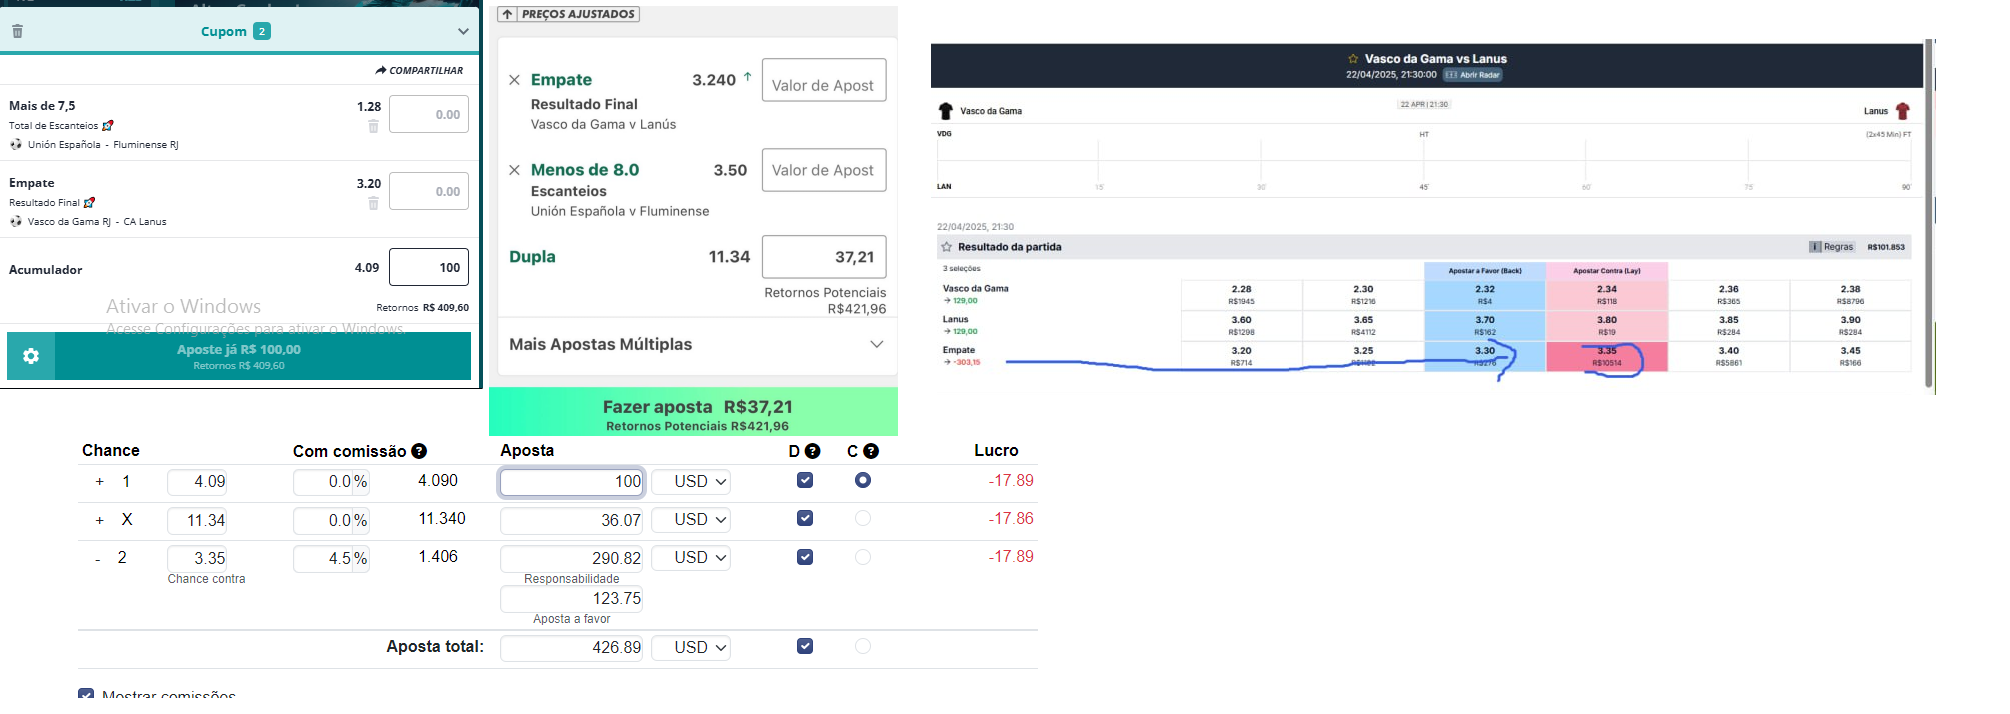 Cupom 2
COMPARTILHAR
Mais de 7,5 1.28 0.00
Total de Escanteios
Unión Española - Fluminense RJ
Empate 3.20 0.00
Resultado Final
Vasco da Gama RJ - CA Lanus
Acumulador 4.09 100
Ativar o Windows
Retornos R$ 409,60
Acesse Configurações para ativar o Windows.
Aposte já R$ 100,00
Retornos R$ 409,60
PREÇOS AJUSTADOS
Empate 3.240 Valor de Apost
Resultado Final
Vasco da Gama v Lanús
Menos de 8.0 3.50 Valor de Apost
Escanteios
Unión Española v Fluminense
Dupla 11.34 37,21
Retornos Potenciais
R$421,96
Mais Apostas Múltiplas
Fazer aposta R$37,21
Retornos Potenciais R$421,96
Vasco da Gama vs Lanus
22/04/2025, 21:30:00 Abrir Radar
22 APR | 21:30
Vasco da Gama Lanus
VDG HT (2x45 Min) FT
LAN 15' 30' 45' 60' 75' 90'
22/04/2025, 21:30
Resultado da partida i Regras R$101.853
3 seleções Apostar a Favor (Back) Apostar Contra (Lay)
Vasco da Gama 2.28 2.30 2.32 2.34 2.36 2.38
129,00 R$1945 R$1216 R$4 R$118 R$365 R$8796
Lanus 3.60 3.65 3.70 3.80 3.85 3.90
129,00 R$1298 R$4112 R$162 R$19 R$284 R$284
Empate 3.20 3.25 3.30 3.35 3.40 3.45
-303,15 R$714 R$276 R$10514 R$5861 R$166
Chance Com comissão ? Aposta D ? C ? Lucro
+ 1 4.09 0.0 % 4.090 100 USD -17.89
+ X 11.34 0.0 % 11.340 36.07 USD -17.86
- 2 3.35 4.5 % 1.406 290.82 USD -17.89
Chance contra Responsabilidade
123.75
Aposta a favor
Aposta total: 426.89 USD
Mostrar comissões